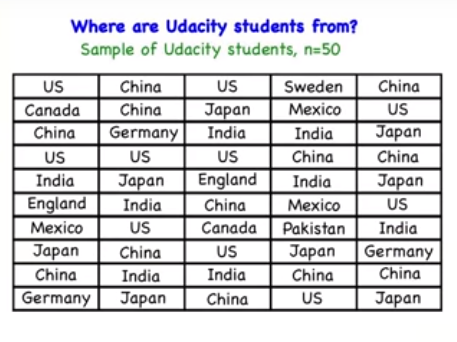 Where are Udacity students from?
Sample of Udacity students, n=50
US China US Sweden China
Canada China Japan Mexico US
China Germany India India Japan
US US US China China
India Japan England India Japan
England India China Mexico US
Mexico US Canada Pakistan India
Japan China US Japan Germany
China India India China China
Germany Japan China US Japan